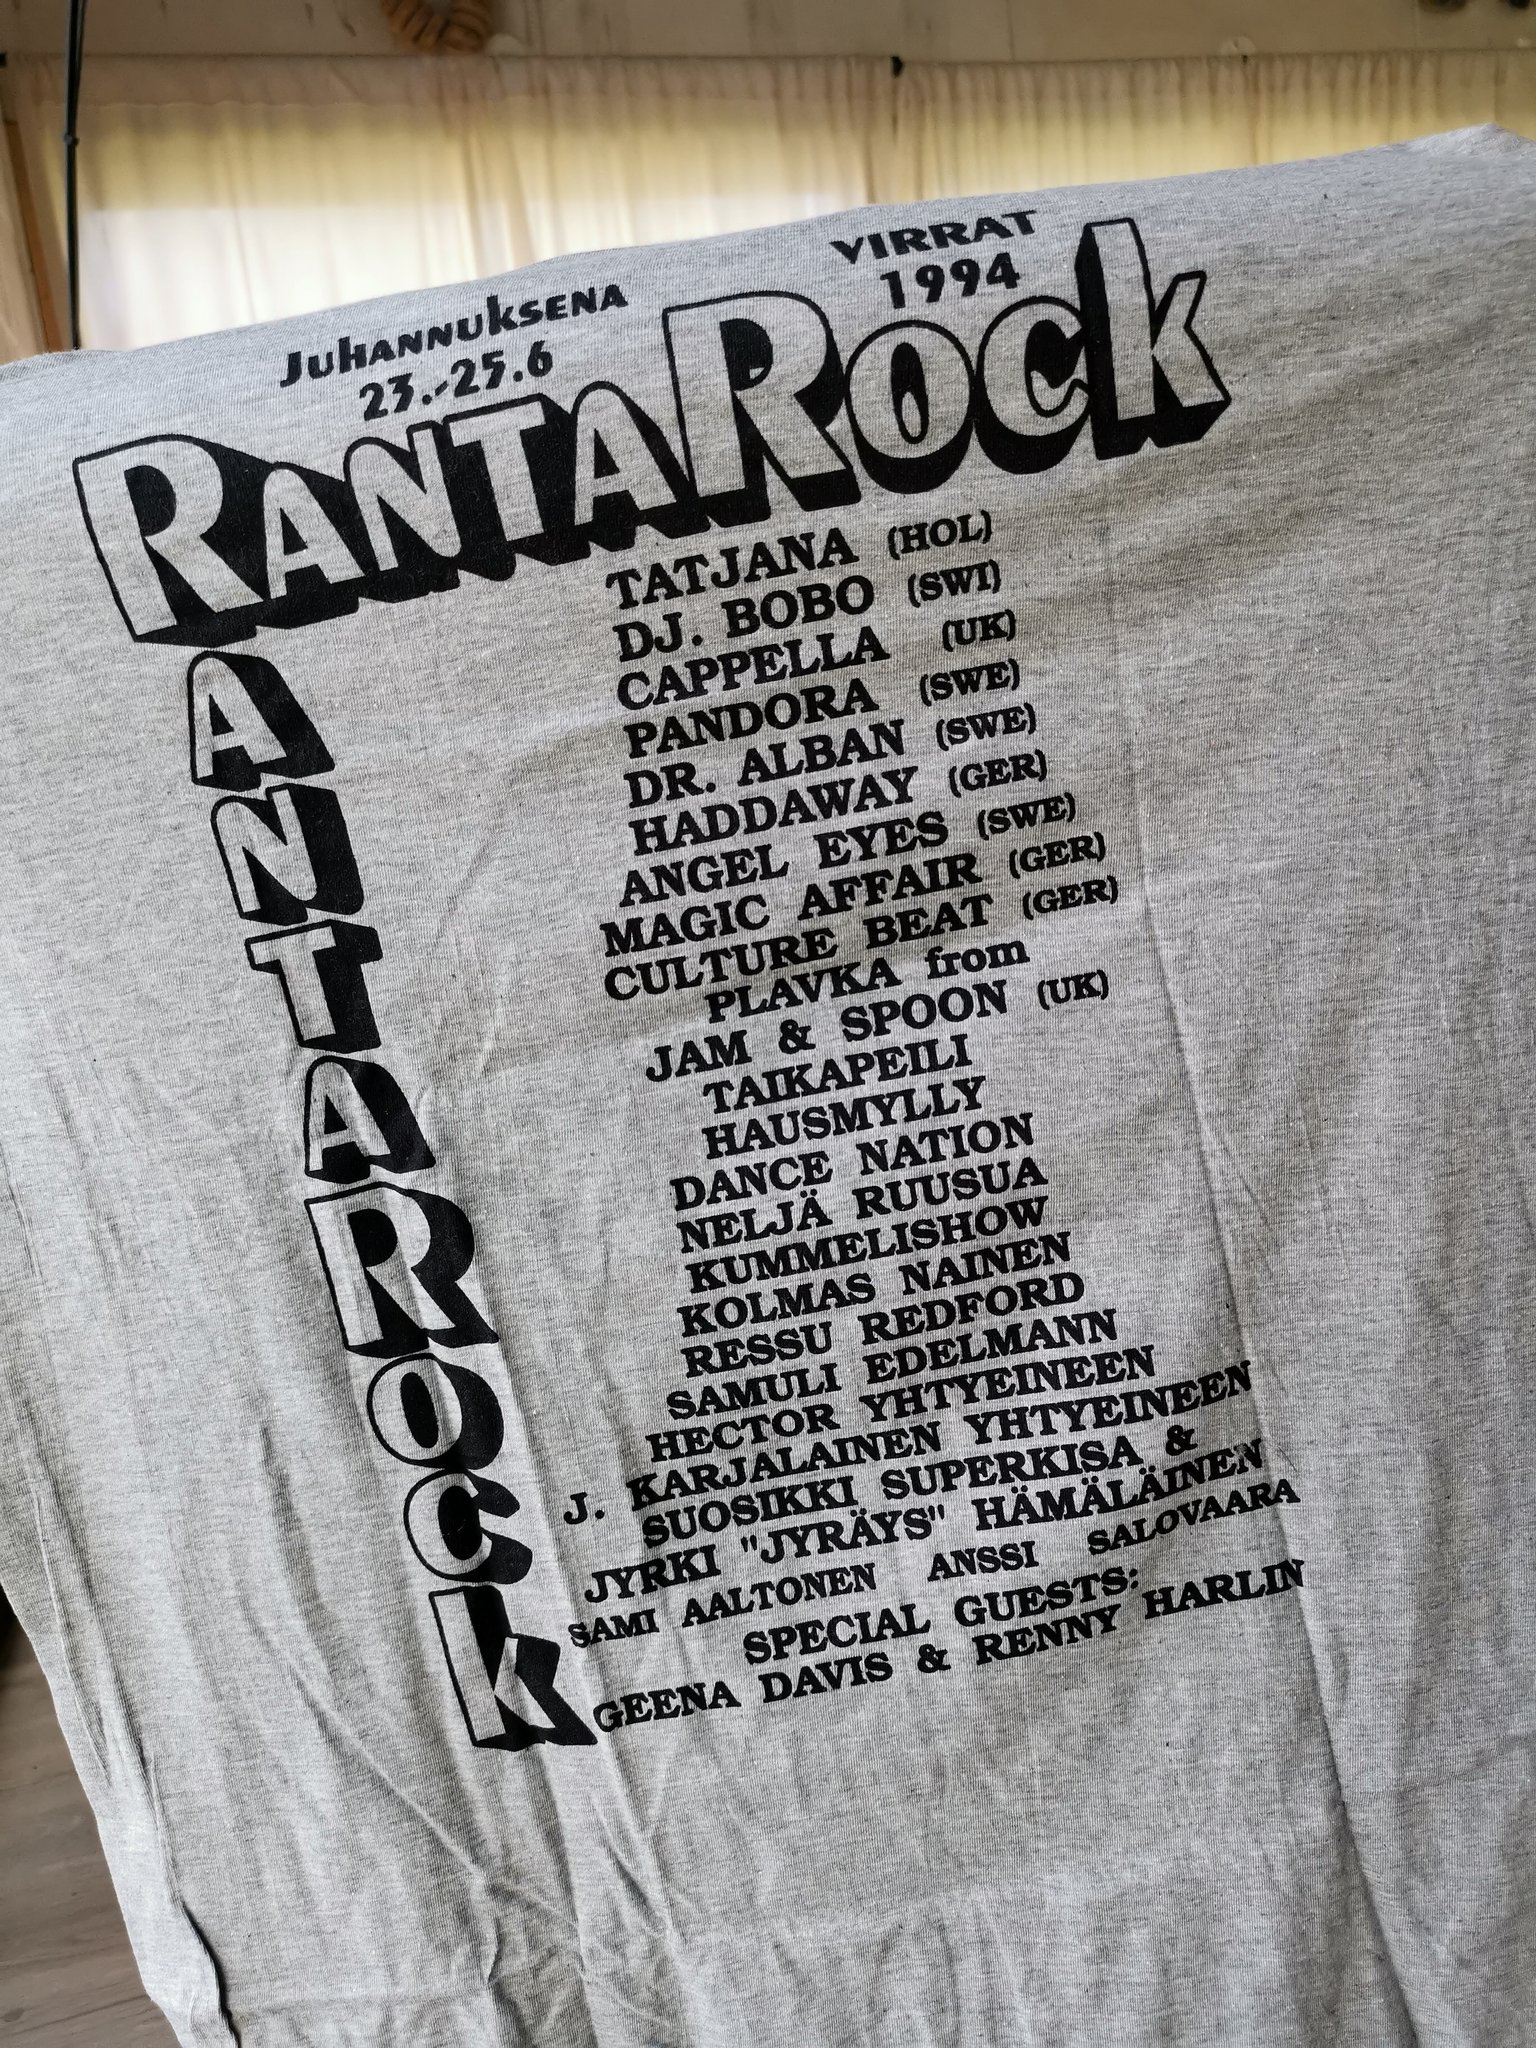 Juhannuksena
23.-25.6
VIRRAT
1994
RANTAROCK
ANTAROCK
TATJANA (HOL)
DJ. BOBO (SWI)
CAPPELLA (UK)
PANDORA (SWE)
DR. ALBAN (SWE)
HADDAWAY (GER)
ANGEL EYES (SWE)
MAGIC AFFAIR (GER)
CULTURE BEAT (GER)
PLAVKA from
JAM & SPOON (UK)
TAIKAPEILI
HAUSMYLLY
DANCE NATION
NELJÄ RUUSUA
KUMMELISHOW
KOLMAS NAINEN
RESSU REDFORD
SAMULI EDELMANN
HECTOR YHTYEINEEN
J. KARJALAINEN YHTYEINEEN
SUOSIKKI SUPERKISA &
JYRKI "JYRÄYS" HÄMÄLÄINEN
SAMI AALTONEN ANSSI SALOVAARA
SPECIAL GUESTS:
GEENA DAVIS & RENNY HARLIN